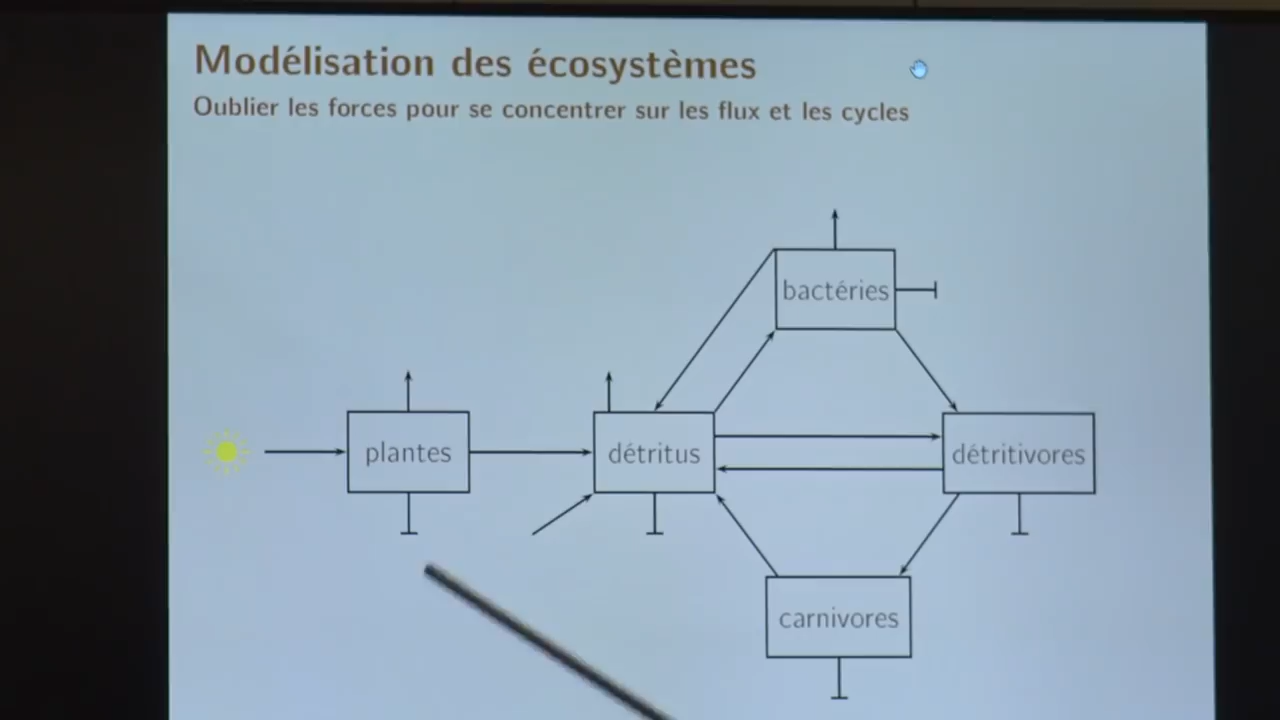 Modélisation des écosystèmes
Oublier les forces pour se concentrer sur les flux et les cycles
bactéries
plantes
détritus
détritivores
carnivores